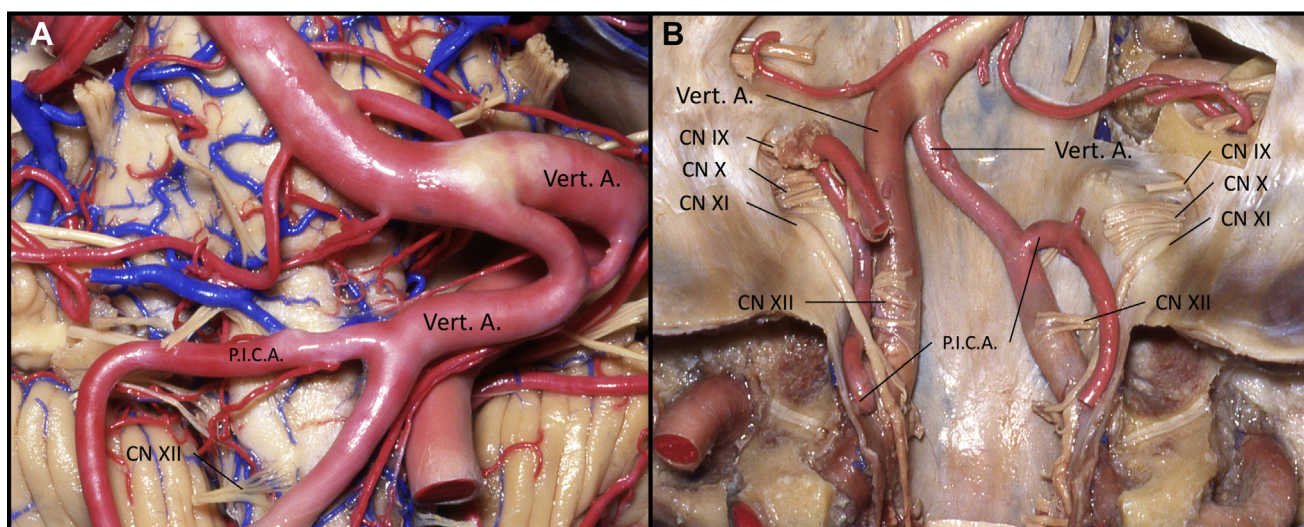 A
Vert. A.
Vert. A.
P.I.C.A.
CN XII
B
Vert. A.
CN IX
CN X
CN XI
Vert. A.
CN IX
CN X
CN XI
CN XII
CN XII
P.I.C.A.